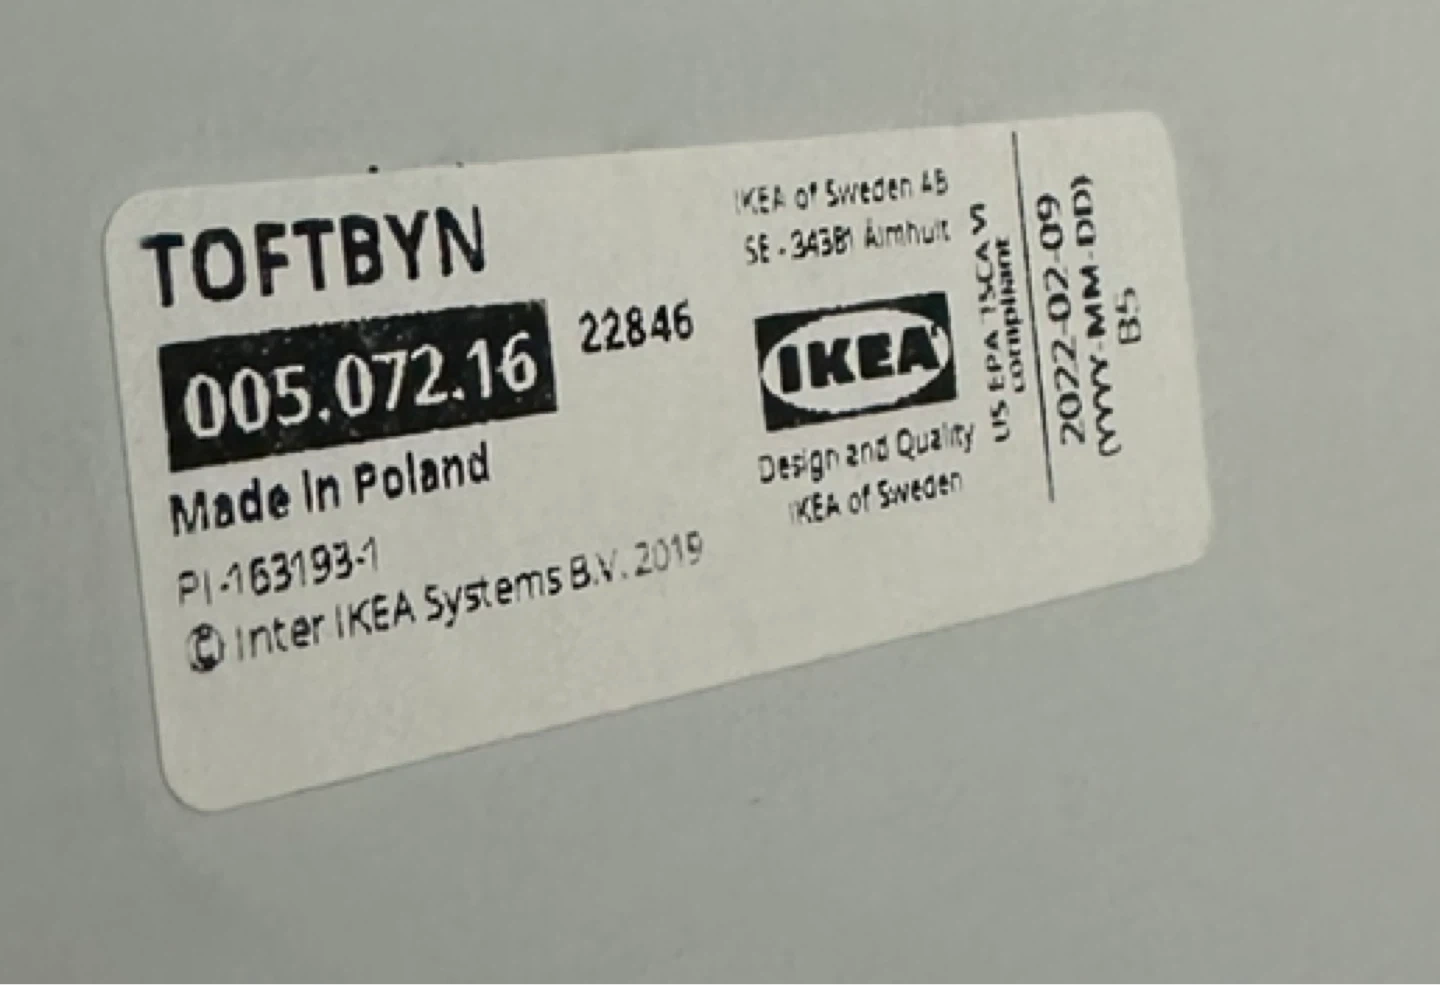 TOFTBYN
005.072.16
22846
Made In Poland
PI-163193-1
© Inter IKEA Systems B.V. 2019
IKEA of Sweden AB
SE - 34381 Älmhult
IKEA
Design and Quality
IKEA of Sweden
US EPA TSCA VI
compliant
2022-02-09
(YYYY-MM-DD)
B5